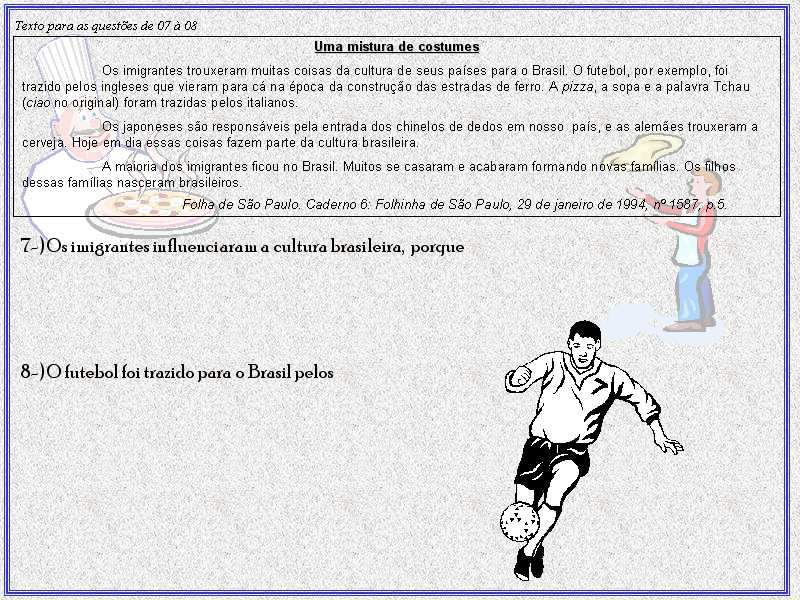 Texto para as questões de 07 à 08
Uma mistura de costumes
Os imigrantes trouxeram muitas coisas da cultura de seus países para o Brasil. O futebol, por exemplo, foi
trazido pelos ingleses que vieram para cá na época da construção das estradas de ferro. A pizza, a sopa e a palavra Tchau
(ciao no original) foram trazidas pelos italianos.
Os japoneses são responsáveis pela entrada dos chinelos de dedos em nosso país, e as alemães trouxeram a
cerveja. Hoje em dia essas coisas fazem parte da cultura brasileira.
A maioria dos imigrantes ficou no Brasil. Muitos se casaram e acabaram formando novas famílias. Os filhos
dessas famílias nasceram brasileiros.
Folha de São Paulo. Caderno 6: Folhinha de São Paulo, 29 de janeiro de 1994, nº 1587, p.5.
7-)Os imigrantes influenciaram a cultura brasileira, porque
8-)O futebol foi trazido para o Brasil pelos